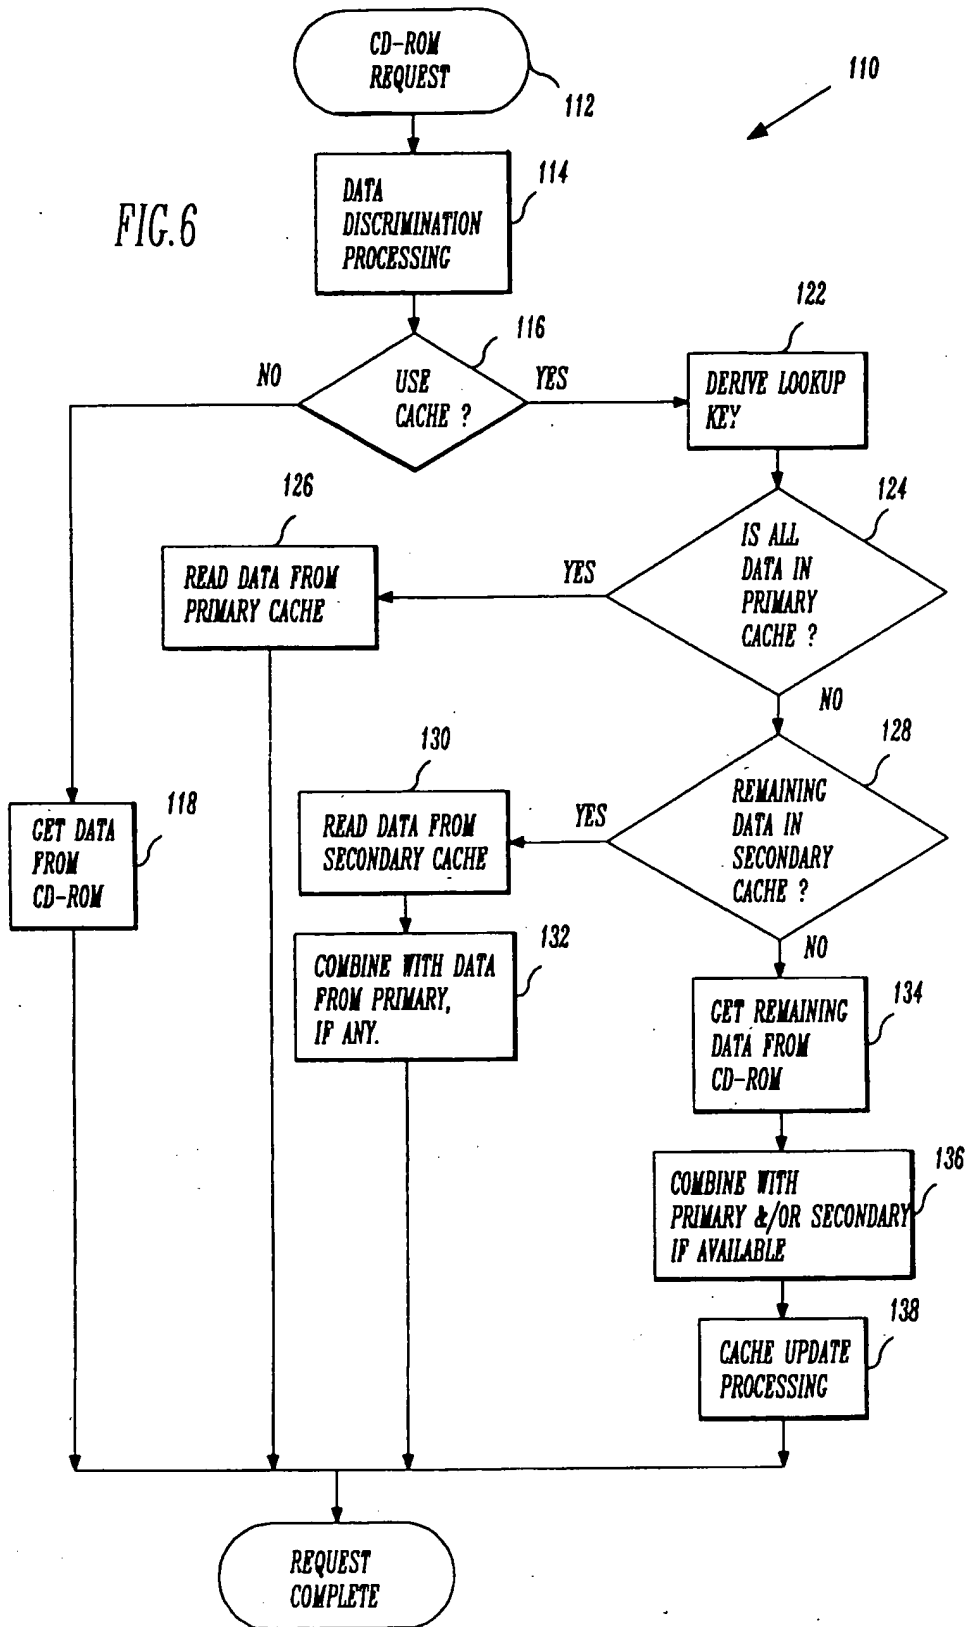 CD-ROM
REQUEST
112
110
FIG.6
DATA
DISCRIMINATION
PROCESSING
114
116
NO
USE
CACHE ?
YES
122
DERIVE LOOKUP
KEY
124
IS ALL
DATA IN
PRIMARY
CACHE ?
YES
NO
126
READ DATA FROM
PRIMARY CACHE
128
REMAINING
DATA IN
SECONDARY
CACHE ?
YES
NO
130
READ DATA FROM
SECONDARY CACHE
118
GET DATA
FROM
CD-ROM
132
COMBINE WITH DATA
FROM PRIMARY,
IF ANY.
134
GET REMAINING
DATA FROM
CD-ROM
136
COMBINE WITH
PRIMARY &/OR SECONDARY
IF AVAILABLE
138
CACHE UPDATE
PROCESSING
REQUEST
COMPLETE